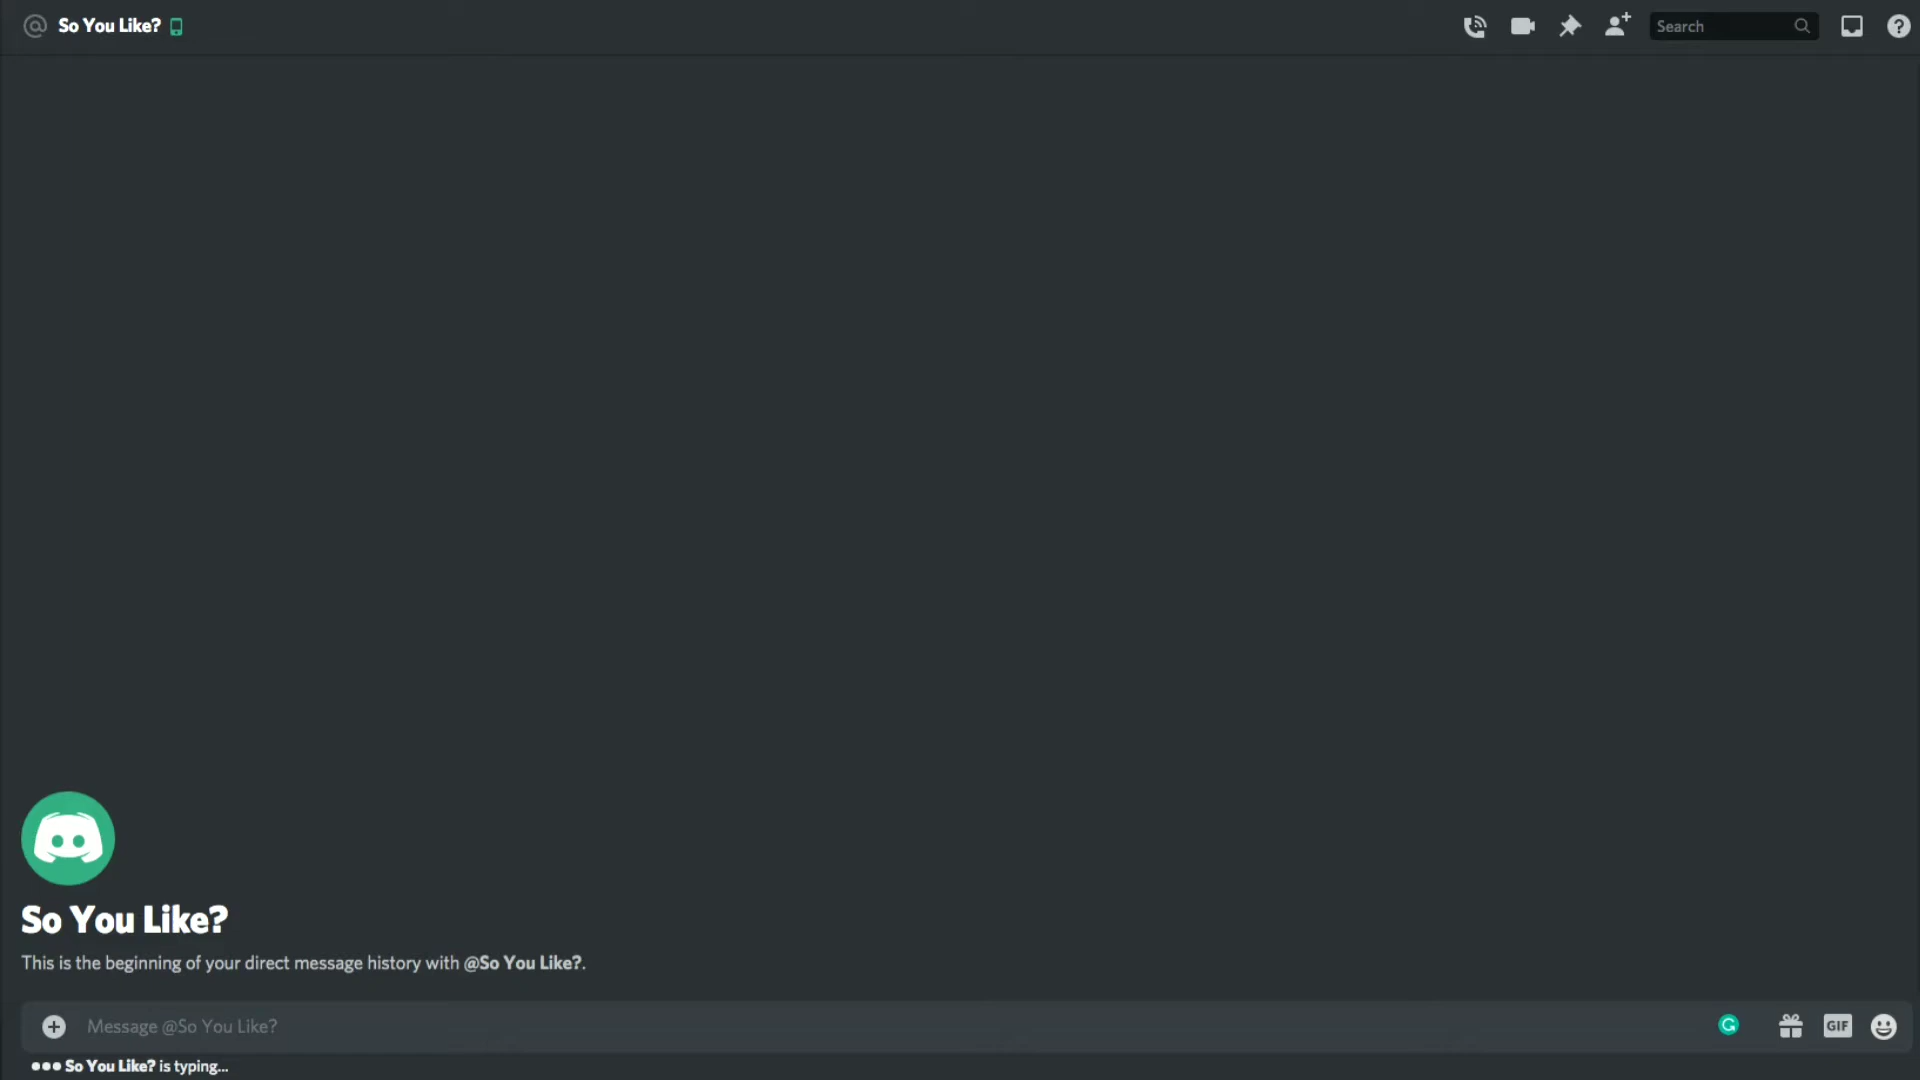 @ So You Like?
Search
So You Like?
This is the beginning of your direct message history with @So You Like?.
Message @So You Like?
GIF
So You Like? is typing...